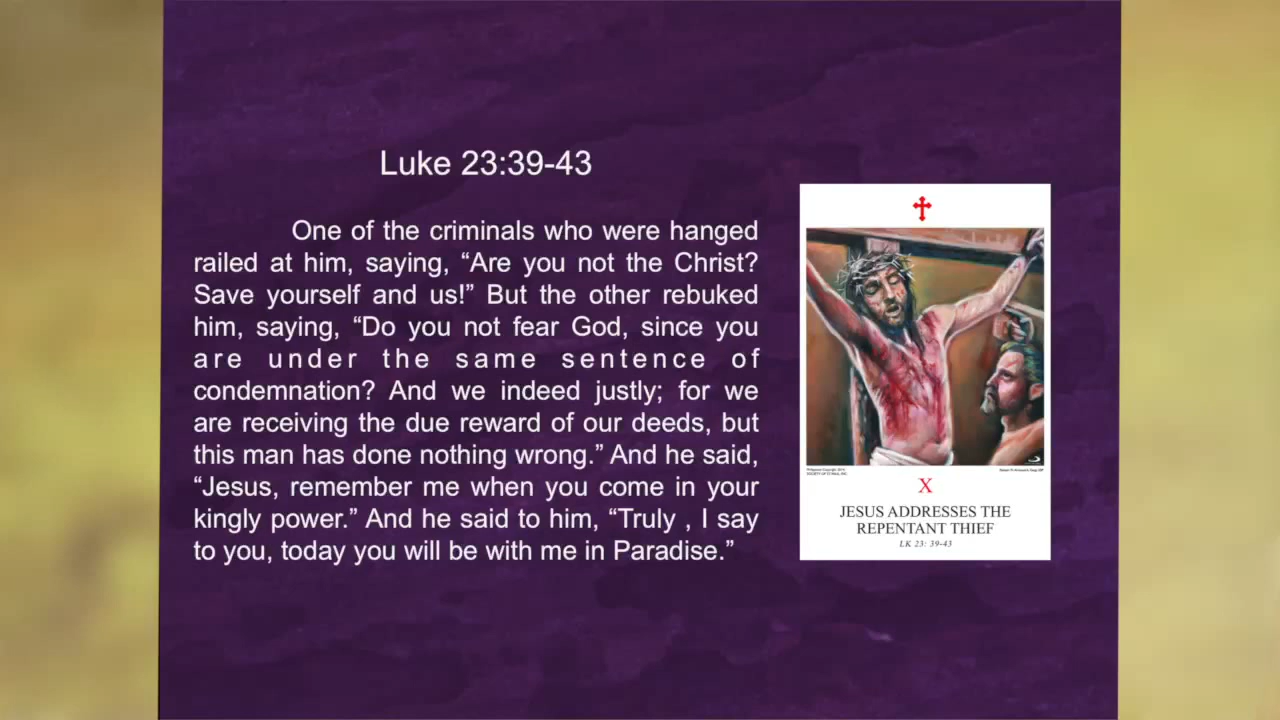 Luke 23:39-43
One of the criminals who were hanged
railed at him, saying, “Are you not the Christ?
Save yourself and us!” But the other rebuked
him, saying, “Do you not fear God, since you
are under the same sentence of
condemnation? And we indeed justly; for we
are receiving the due reward of our deeds, but
this man has done nothing wrong.” And he said,
“Jesus, remember me when you come in your
kingly power.” And he said to him, “Truly , I say
to you, today you will be with me in Paradise.”
X
JESUS ADDRESSES THE
REPENTANT THIEF
LK 23: 39-43